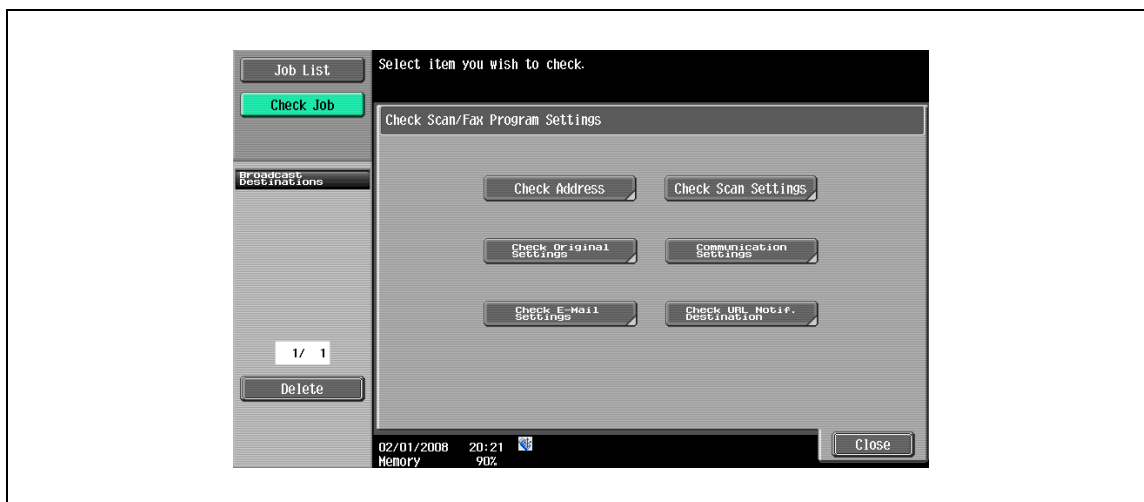 Job List
Check Job
Broadcast
Destinations
1/ 1
Delete
Select item you wish to check.
Check Scan/Fax Program Settings
Check Address
Check Scan Settings
Check Original
Settings
Communication
Settings
Check E-Mail
Settings
Check URL Notif.
Destination
02/01/2008 20:21
Memory 90%
Close